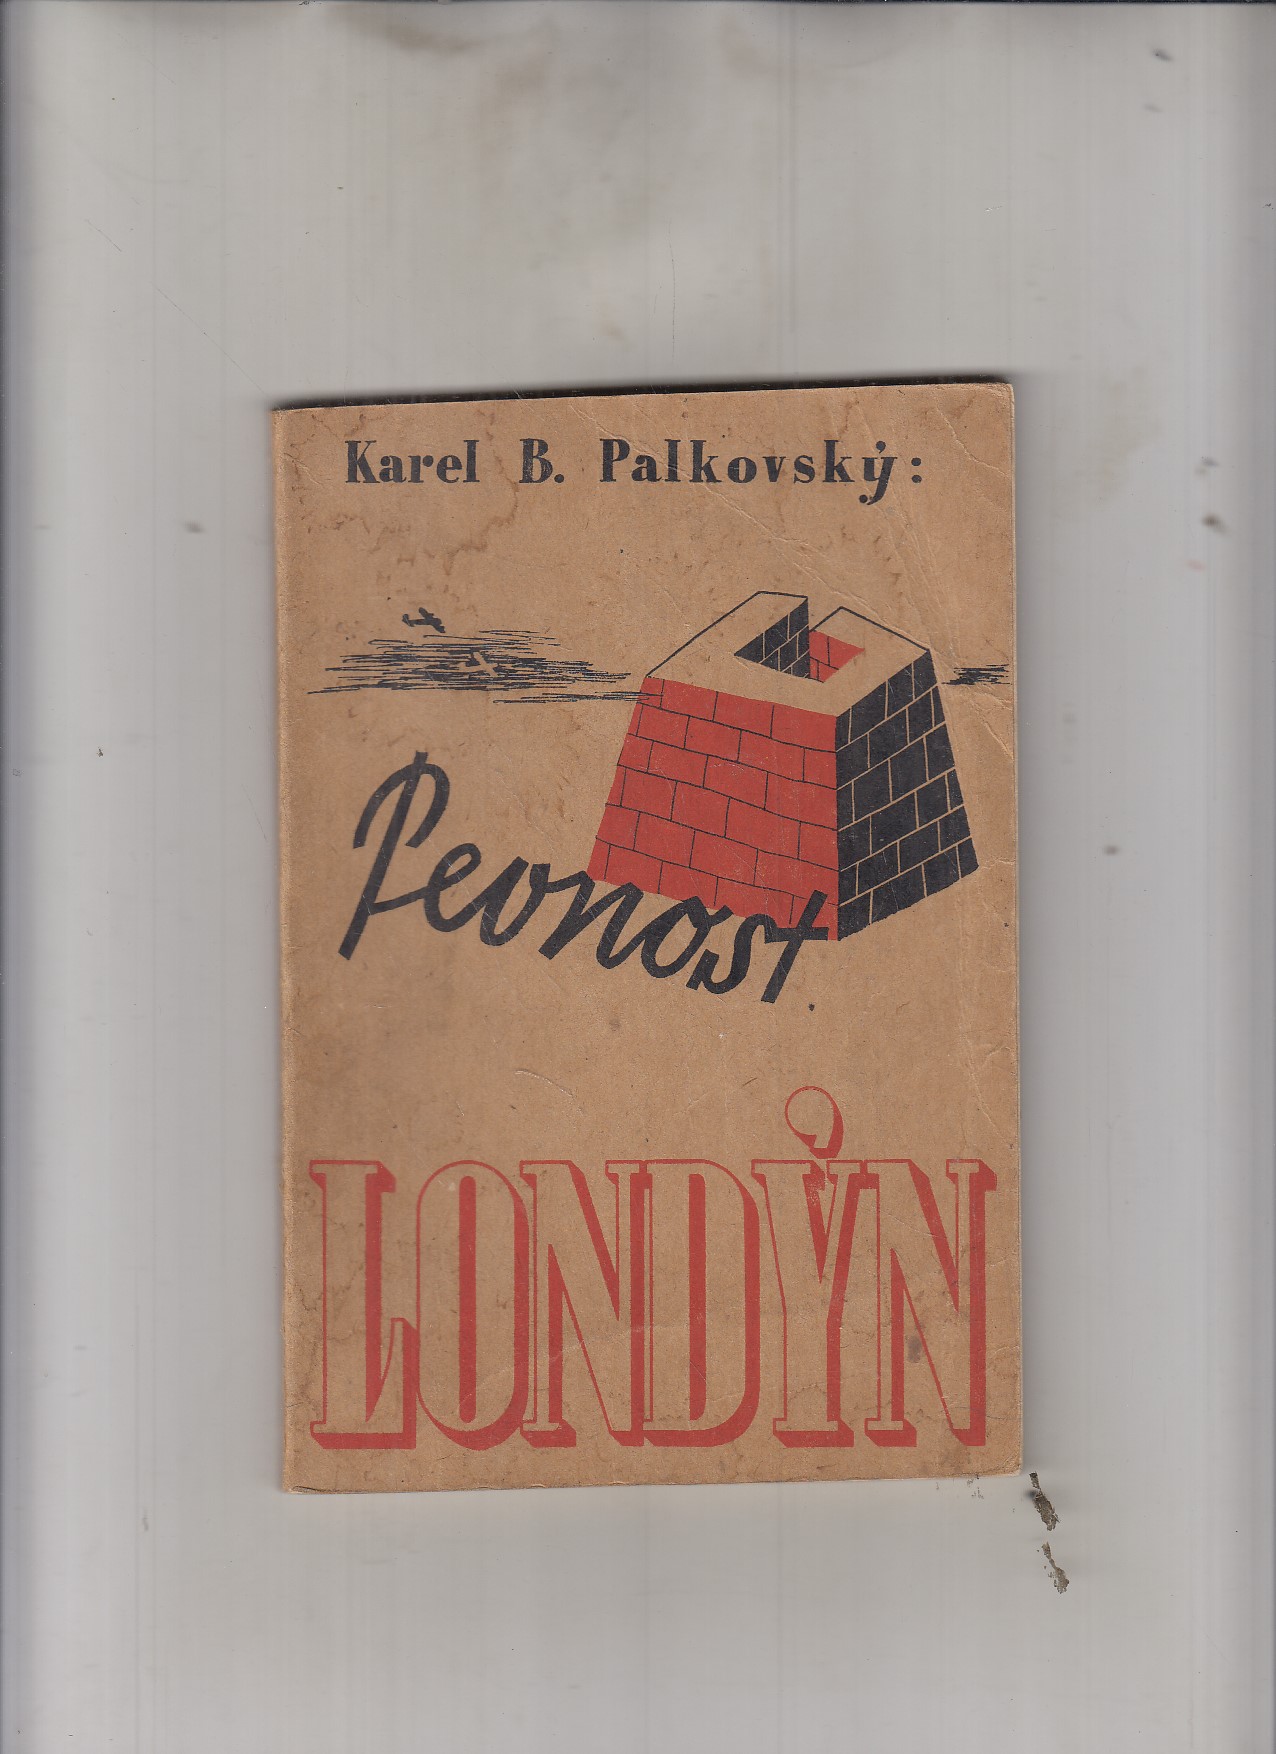 Karel B. Palkovský:
Pevnost
LONDÝN